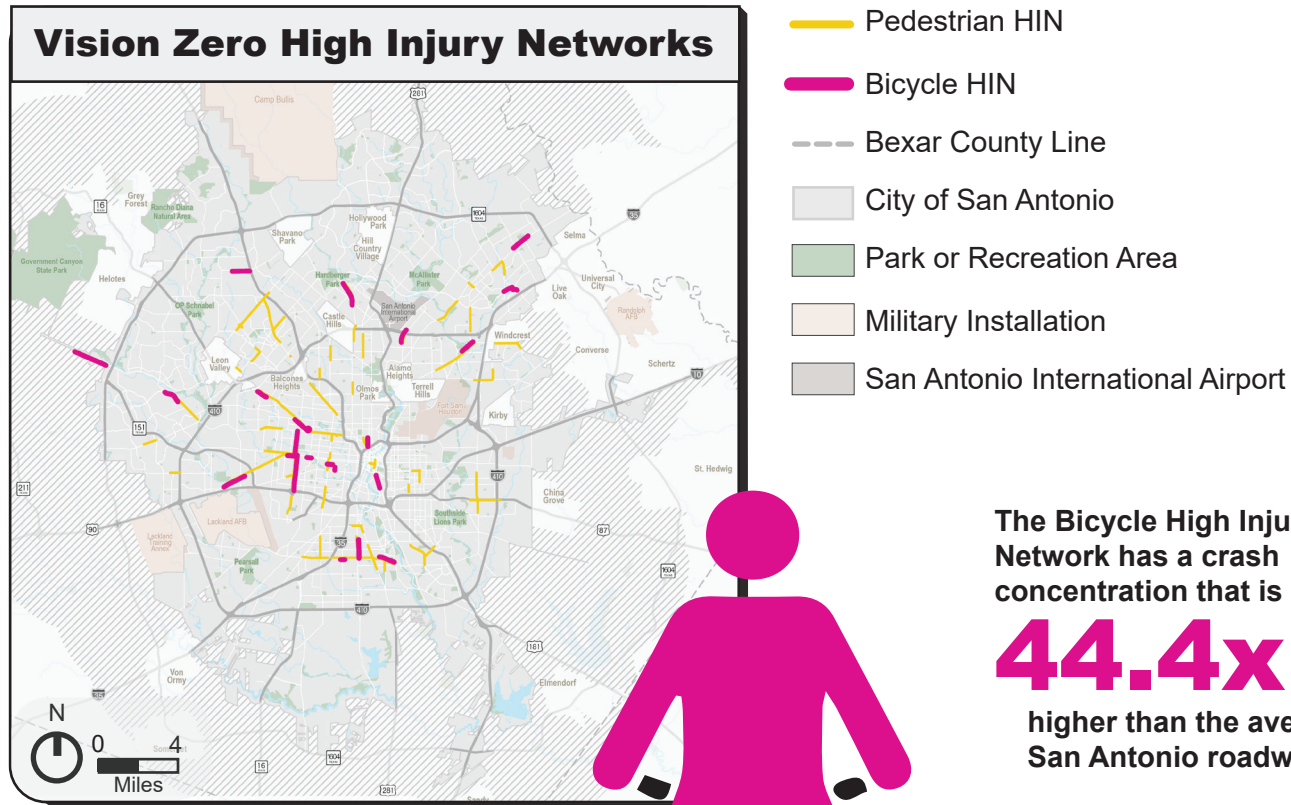 Vision Zero High Injury Networks
Pedestrian HIN
Bicycle HIN
Bexar County Line
City of San Antonio
Park or Recreation Area
Military Installation
San Antonio International Airport
Camp Bullis
281
Grey
Forest
16
Rancho Diana
Natural Area
Hollywood
Park
1604
35
Shavano
Park
Hill
Country
Village
Selma
Government Canyon
State Park
Helotes
Hardberger
Park
McAllister
Park
Universal
City
Live
Oak
OP Schnabel
Park
San Antonio
International
Airport
Randolph
AFB
Castle
Hills
Windcrest
Converse
Leon
Valley
Schertz
Balcones
Heights
Alamo
Heights
10
Olmos
Park
Terrell
Hills
410
Fort Sam
Houston
Kirby
151
St. Hedwig
410
211
China
Grove
Lackland AFB
Southside
Lions Park
90
87
Lackland
Training
Annex
35
Pearsall
Park
1604
410
181
Von
Ormy
Elmendorf
35
N
0
4
Miles
16
1604
281
The Bicycle High Inju
Network has a crash
concentration that is
44.4x
higher than the ave
San Antonio roadw